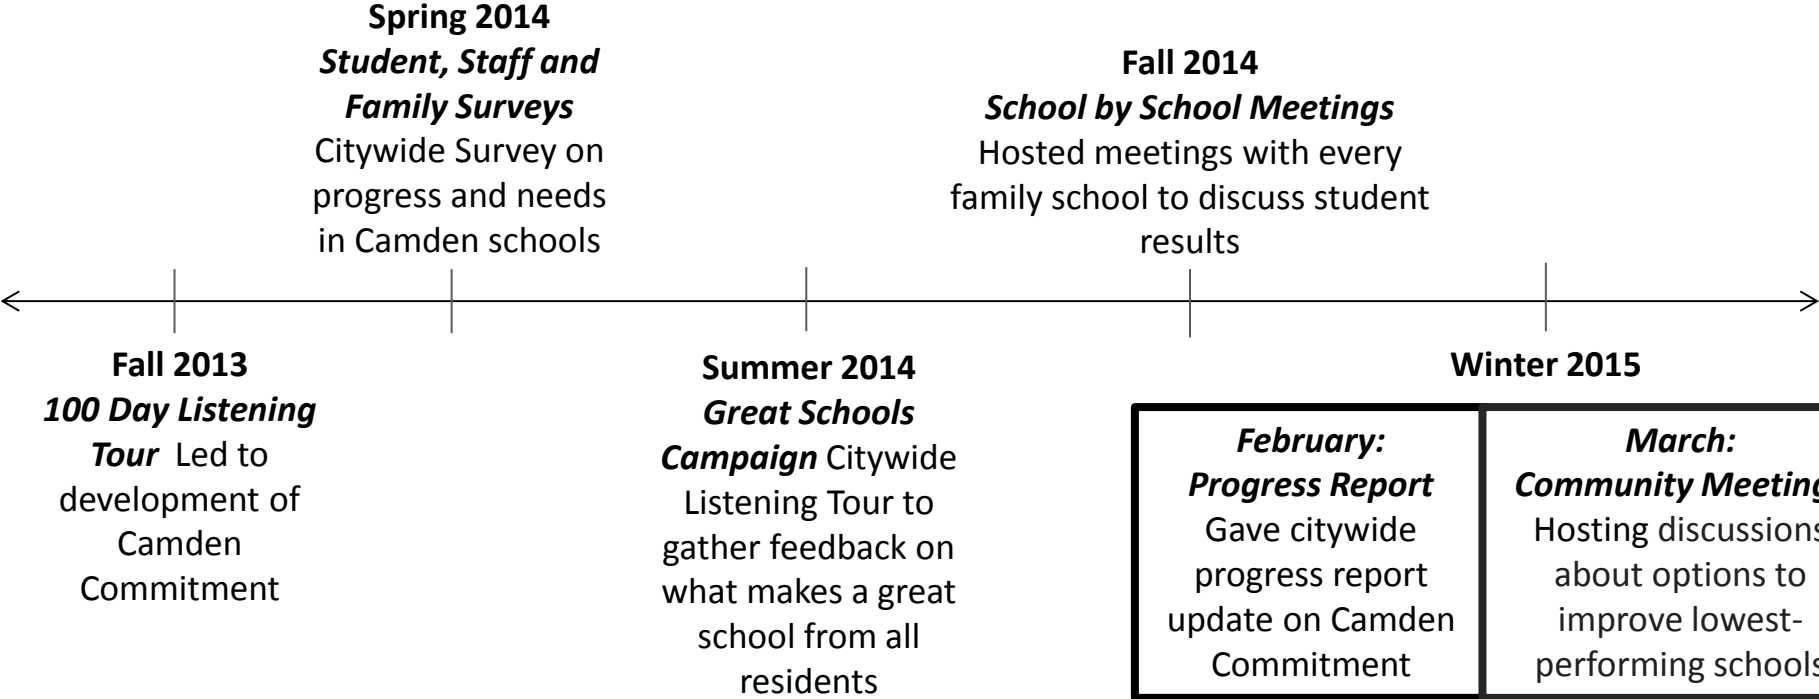 Spring 2014
Student, Staff and
Family Surveys
Citywide Survey on
progress and needs
in Camden schools
Fall 2014
School by School Meetings
Hosted meetings with every
family school to discuss student
results
Fall 2013
100 Day Listening
Tour Led to
development of
Camden
Commitment
Summer 2014
Great Schools
Campaign Citywide
Listening Tour to
gather feedback on
what makes a great
school from all
residents
Winter 2015
February:
Progress Report
Gave citywide
progress report
update on Camden
Commitment
March:
Community Meeting
Hosting discussions
about options to
improve lowest-
performing schools